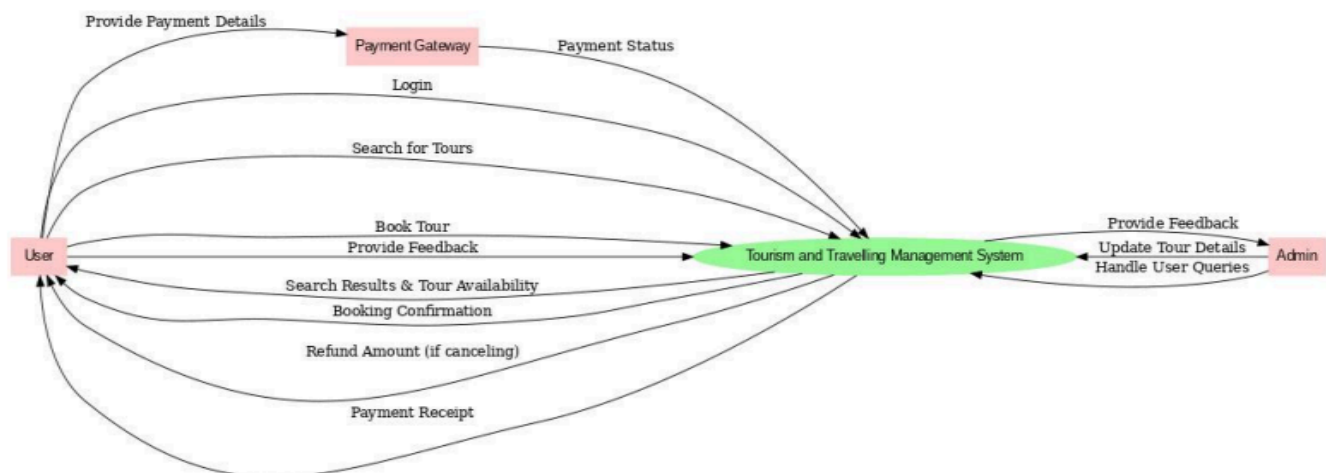 Provide Payment Details
Payment Gateway
Payment Status
Login
Search for Tours
Book Tour
Provide Feedback
Provide Feedback
User
Tourism and Travelling Management System
Update Tour Details
Admin
Handle User Queries
Search Results & Tour Availability
Booking Confirmation
Refund Amount (if canceling)
Payment Receipt